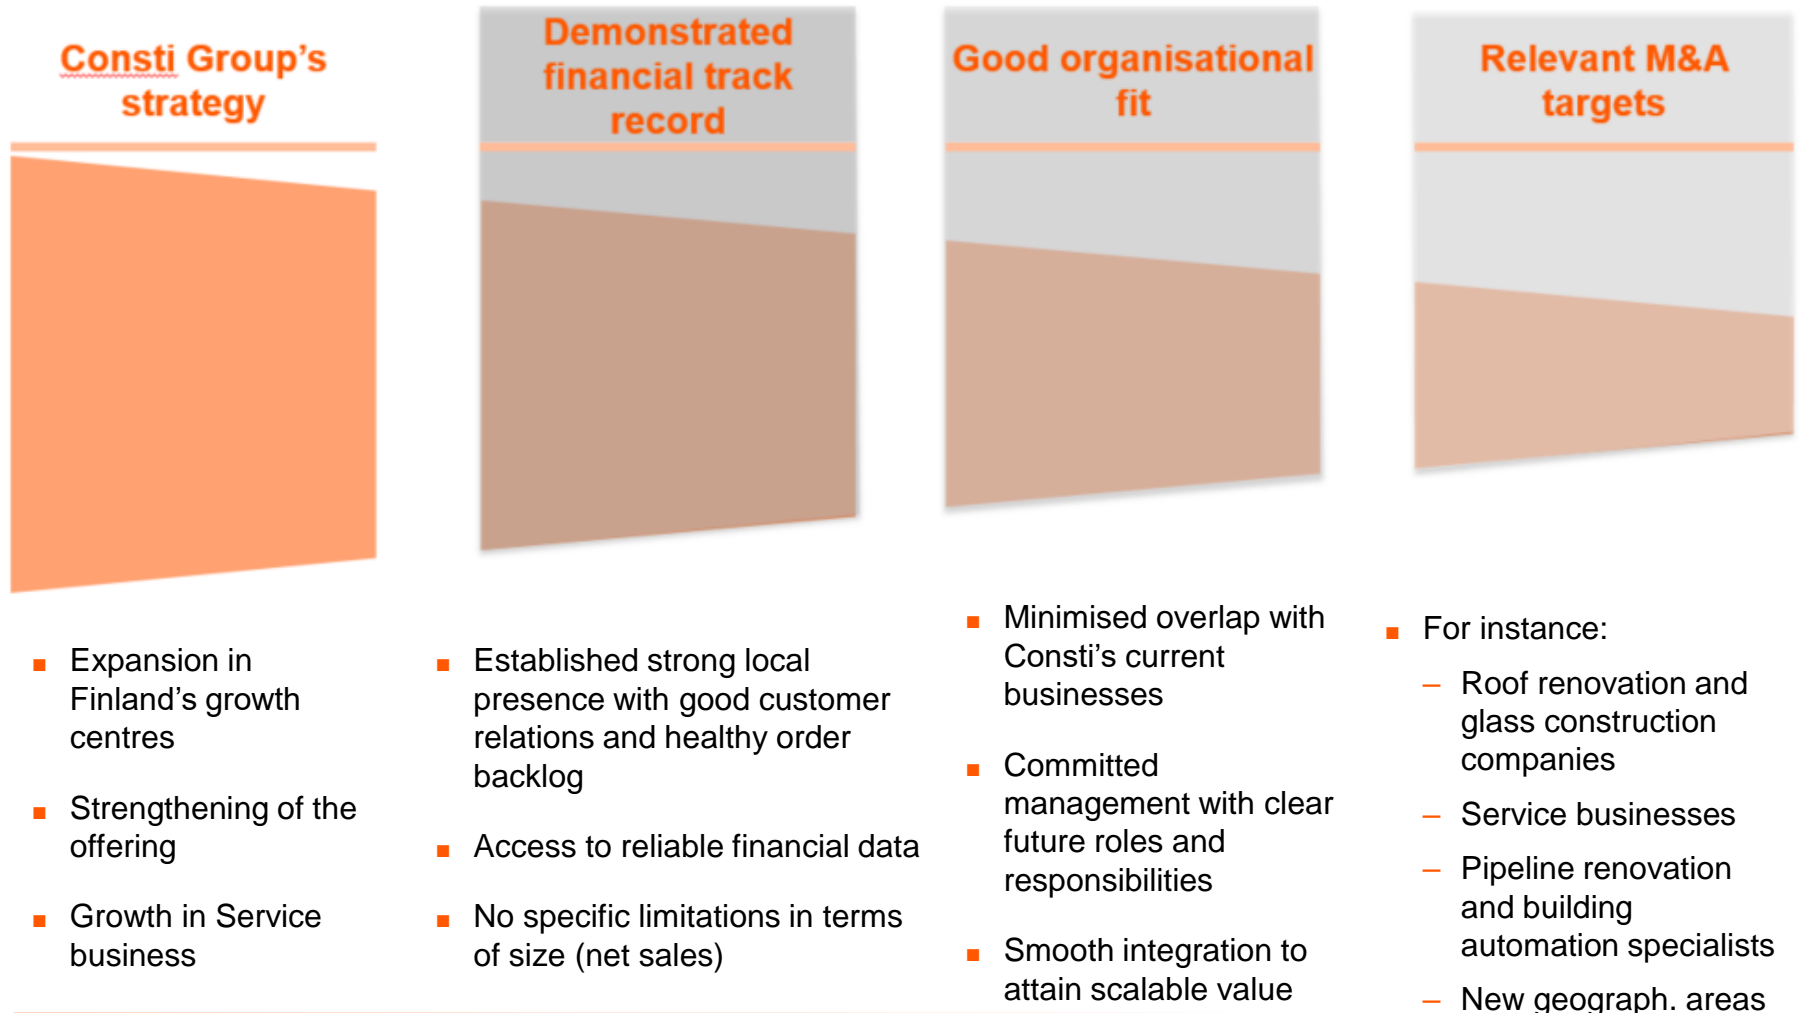 Consti Group’s
strategy
Demonstrated
financial track
record
Good organisational
fit
Relevant M&A
targets
■ Expansion in
Finland’s growth
centres
■ Strengthening of the
offering
■ Growth in Service
business
■ Established strong local
presence with good customer
relations and healthy order
backlog
■ Access to reliable financial data
■ No specific limitations in terms
of size (net sales)
■ Minimised overlap with
Consti’s current
businesses
■ Committed
management with clear
future roles and
responsibilities
■ Smooth integration to
attain scalable value
■ For instance:
– Roof renovation and
glass construction
companies
– Service businesses
– Pipeline renovation
and building
automation specialists
– New geograph. areas